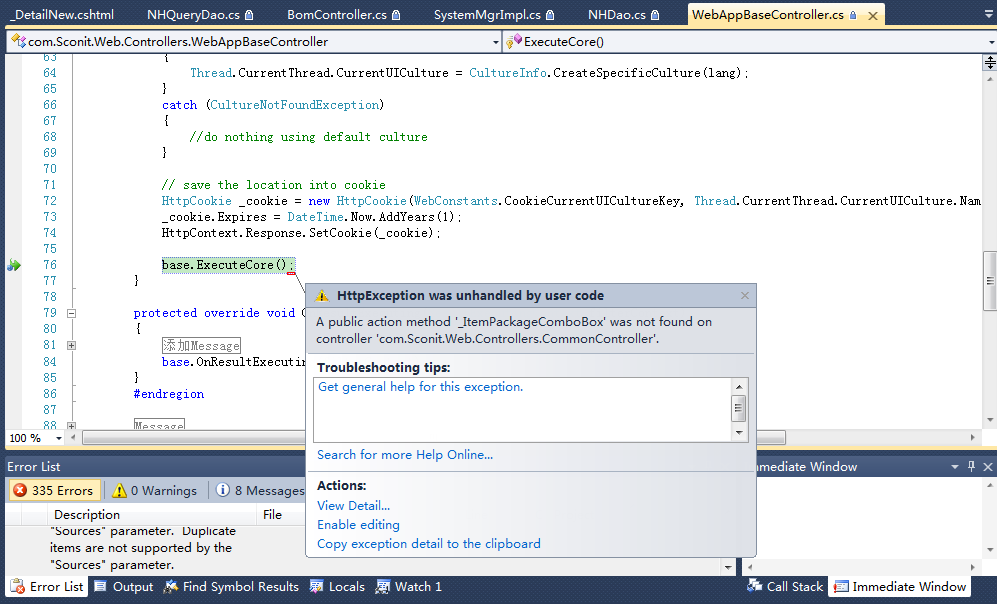 _DetailNew.cshtml NHQueryDao.cs BomController.cs SystemMgrImpl.cs NHDao.cs WebAppBaseController.cs
com.Sconit.Web.Controllers.WebAppBaseController ExecuteCore()
63 {
64 Thread.CurrentThread.CurrentUICulture = CultureInfo.CreateSpecificCulture(lang);
65 }
66 catch (CultureNotFoundException)
67 {
68 //do nothing using default culture
69 }
70
71 // save the location into cookie
72 HttpCookie _cookie = new HttpCookie(WebConstants.CookieCurrentUICultureKey, Thread.CurrentThread.CurrentUICulture.Nam
73 _cookie.Expires = DateTime.Now.AddYears(1);
74 HttpContext.Response.SetCookie(_cookie);
75
76 base.ExecuteCore();
77 }
78
79 protected override void
80 {
81 添加Message
84 base.OnResultExecutin
85 }
86 #endregion
87
88 Message
100 %
HttpException was unhandled by user code
A public action method '_ItemPackageComboBox' was not found on
controller 'com.Sconit.Web.Controllers.CommonController'.
Troubleshooting tips:
Get general help for this exception.
Search for more Help Online...
Actions:
View Detail...
Enable editing
Copy exception detail to the clipboard
Error List
335 Errors 0 Warnings 8 Messages
Description File
"Sources" parameter. Duplicate
items are not supported by the
"Sources" parameter.
mmediate Window
Error List Output Find Symbol Results Locals Watch 1 Call Stack Immediate Window